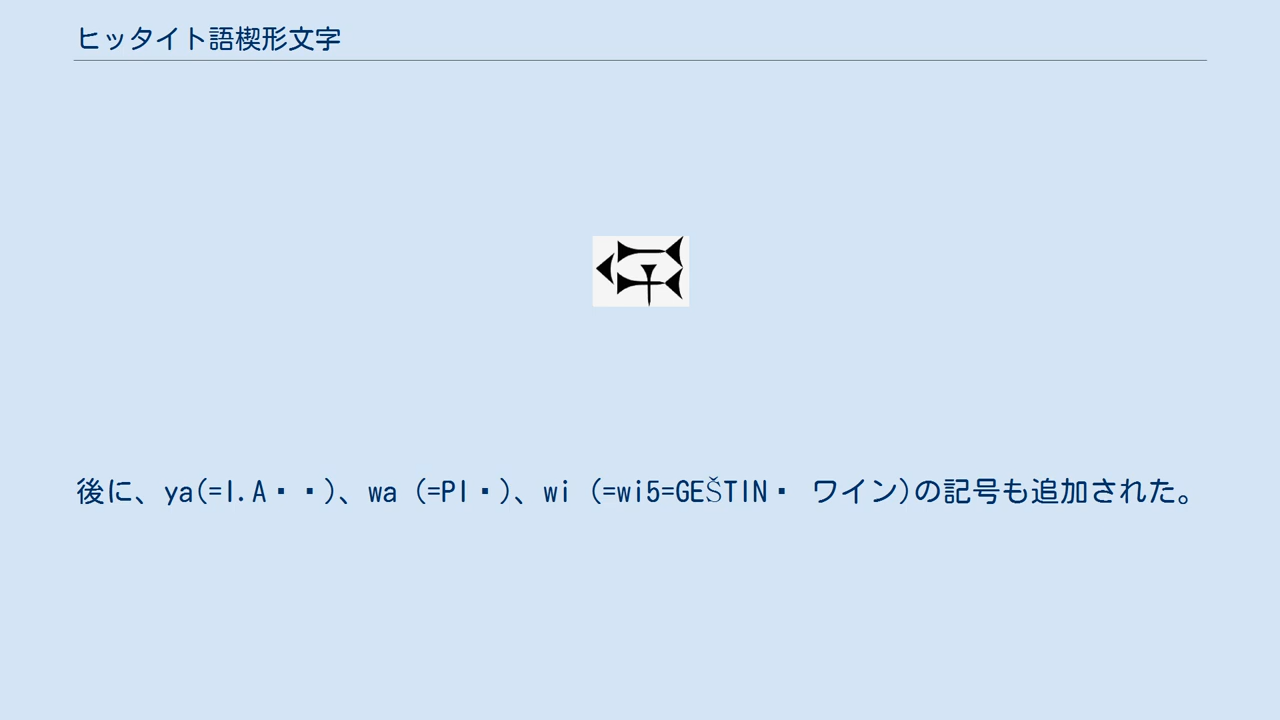 ヒッタイト語楔形文字
後に、ya(=I.A▪▪)、wa (=PI▪)、wi (=wi5=GEŠTIN▪ ワイン)の記号も追加された。